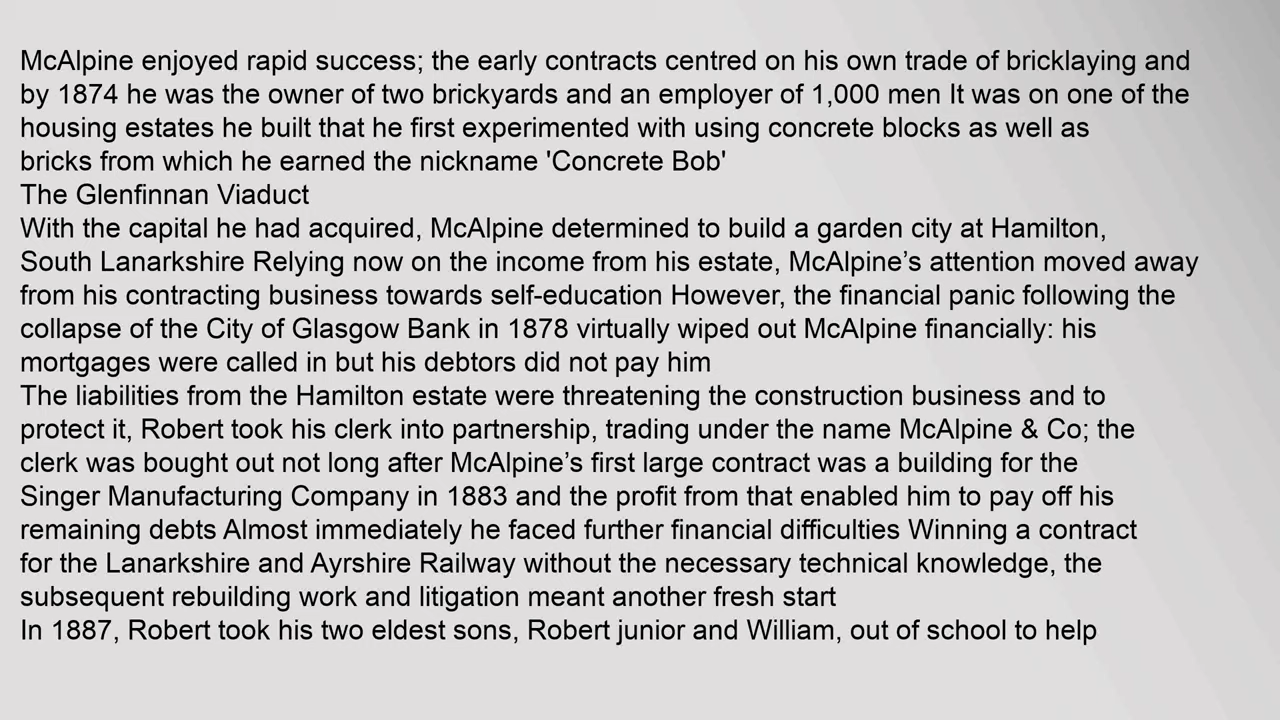 McAlpine enjoyed rapid success; the early contracts centred on his own trade of bricklaying and
by 1874 he was the owner of two brickyards and an employer of 1,000 men It was on one of the
housing estates he built that he first experimented with using concrete blocks as well as
bricks from which he earned the nickname 'Concrete Bob'
The Glenfinnan Viaduct
With the capital he had acquired, McAlpine determined to build a garden city at Hamilton,
South Lanarkshire Relying now on the income from his estate, McAlpine’s attention moved away
from his contracting business towards self-education However, the financial panic following the
collapse of the City of Glasgow Bank in 1878 virtually wiped out McAlpine financially: his
mortgages were called in but his debtors did not pay him
The liabilities from the Hamilton estate were threatening the construction business and to
protect it, Robert took his clerk into partnership, trading under the name McAlpine & Co; the
clerk was bought out not long after McAlpine’s first large contract was a building for the
Singer Manufacturing Company in 1883 and the profit from that enabled him to pay off his
remaining debts Almost immediately he faced further financial difficulties Winning a contract
for the Lanarkshire and Ayrshire Railway without the necessary technical knowledge, the
subsequent rebuilding work and litigation meant another fresh start
In 1887, Robert took his two eldest sons, Robert junior and William, out of school to help